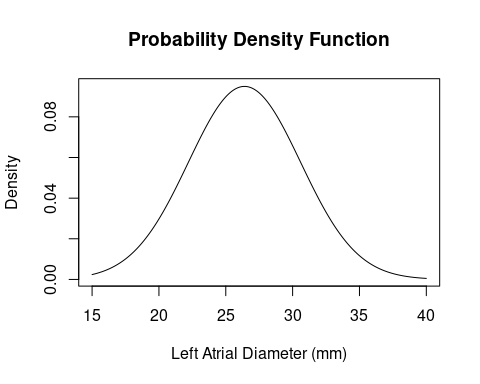 Probability Density Function
Density
0.08
0.04
0.00
15 20 25 30 35 40
Left Atrial Diameter (mm)